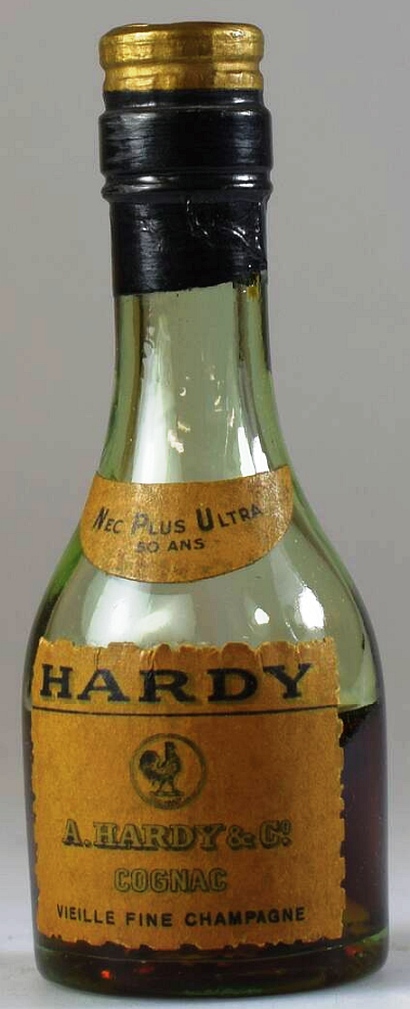 NEC PLUS ULTRA
50 ANS
HARDY
A. HARDY & Cº
COGNAC
VIEILLE FINE CHAMPAGNE